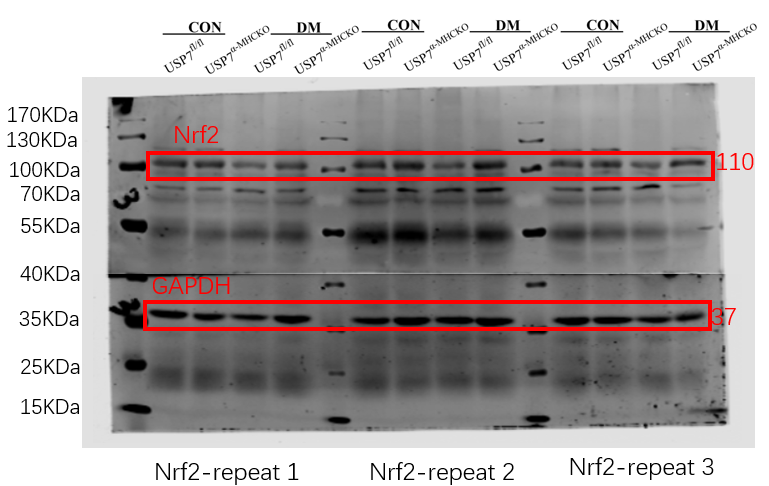 CON DM CON DM CON DM
USP7fl/fl USP7α-MHCKO USP7fl/fl USP7α-MHCKO USP7fl/fl USP7α-MHCKO USP7fl/fl USP7α-MHCKO USP7fl/fl USP7α-MHCKO USP7fl/fl USP7α-MHCKO
170KDa
130KDa
Nrf2
100KDa
110
70KDa
3
55KDa
40KDa
GAPDH
35KDa
37
25KDa
15KDa
Nrf2-repeat 1 Nrf2-repeat 2 Nrf2-repeat 3